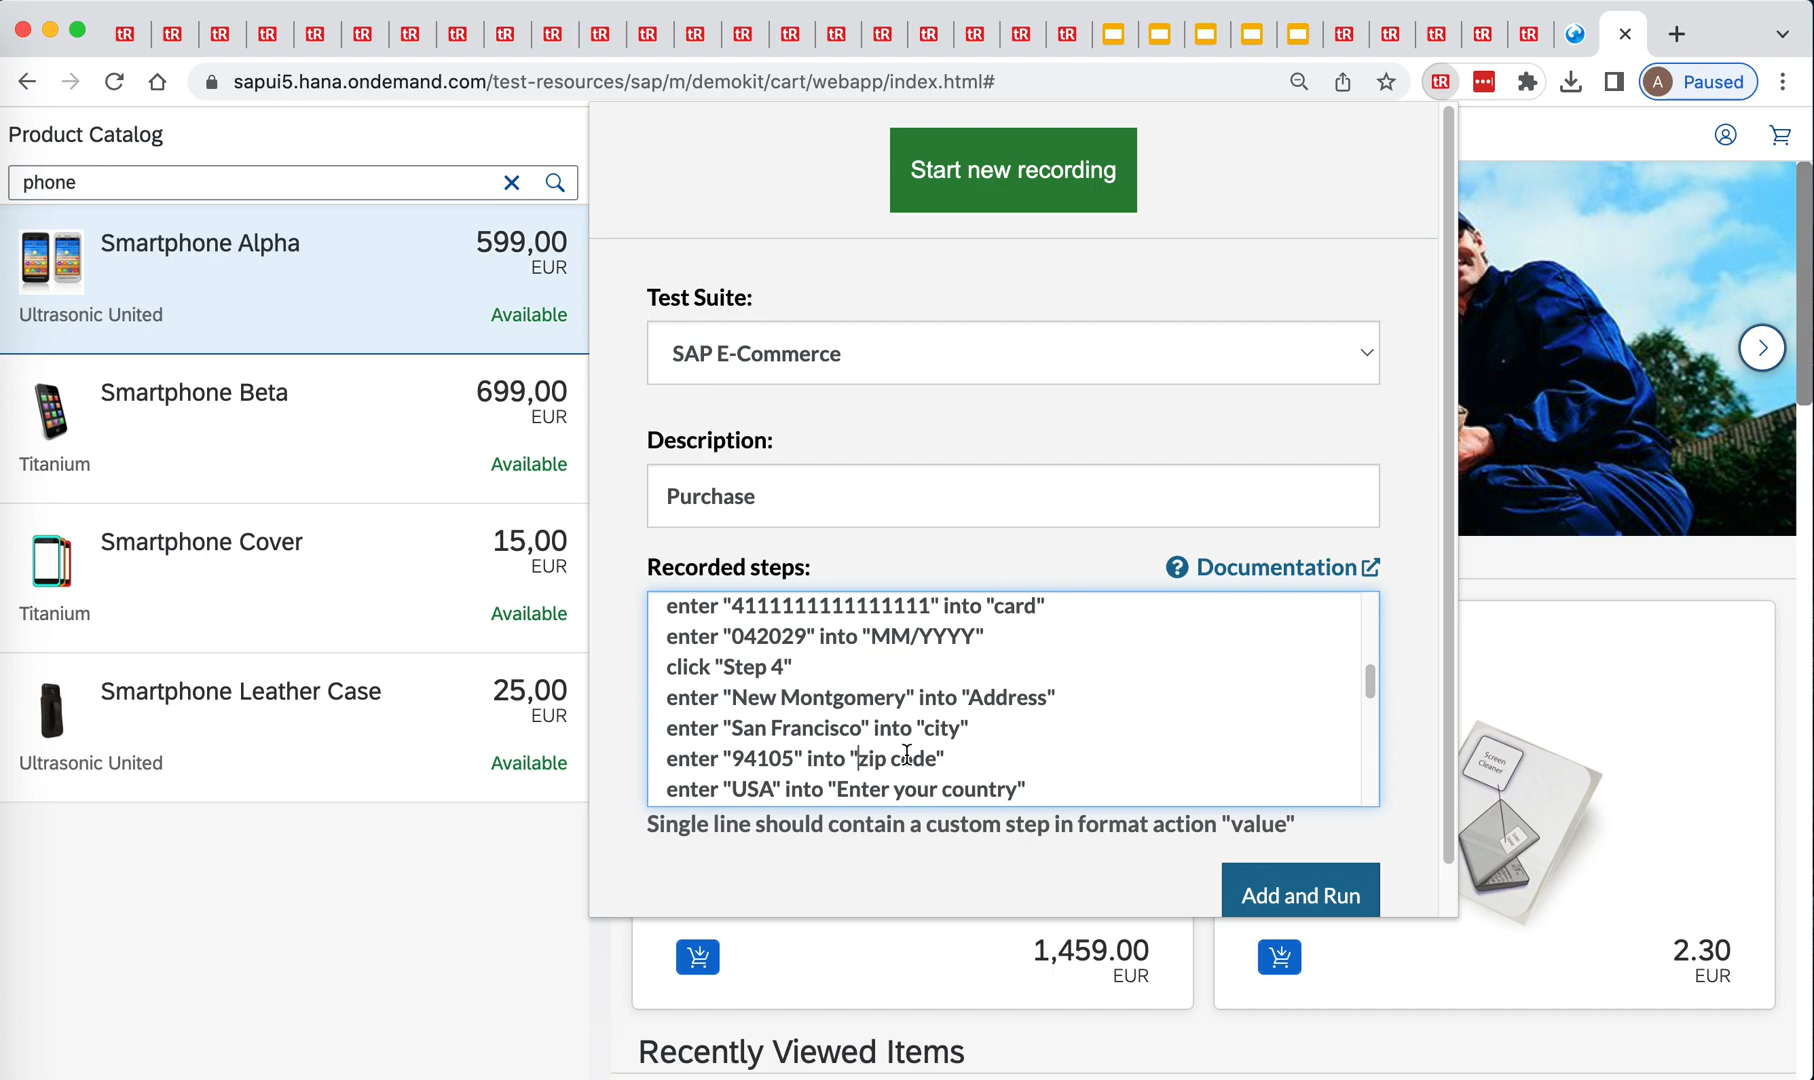 sapui5.hana.ondemand.com/test-resources/sap/m/demokit/cart/webapp/index.html#
tR
A
Paused
Product Catalog
phone
Smartphone Alpha
599,00
EUR
Ultrasonic United
Available
Smartphone Beta
699,00
EUR
Titanium
Available
Smartphone Cover
15,00
EUR
Titanium
Available
Smartphone Leather Case
25,00
EUR
Ultrasonic United
Available
Start new recording
Test Suite:
SAP E-Commerce
Description:
Purchase
Recorded steps:
? Documentation
enter "4111111111111111" into "card"
enter "042029" into "MM/YYYY"
click "Step 4"
enter "New Montgomery" into "Address"
enter "San Francisco" into "city"
enter "94105" into "zip code"
enter "USA" into "Enter your country"
Single line should contain a custom step in format action "value"
Add and Run
Screen
Cleaner
1,459.00
EUR
2.30
EUR
Recently Viewed Items